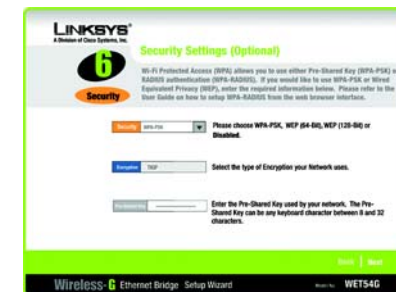 LINKSYS®
A Division of Cisco Systems, Inc.
6
Security
Security Settings (Optional)
Wi-Fi Protected Access (WPA) allows you to use either Pre-Shared Key (WPA-PSK) o
RADIUS authentication (WPA-RADIUS). If you would like to use WPA-PSK or Wired
Equivalent Privacy (WEP), enter the required information below. Please refer to the
User Guide on how to setup WPA-RADIUS from the web browser interface.
Security WPA-PSK Please choose WPA-PSK, WEP (64-Bit), WEP (128-Bit) or
Disabled.
Encryption TKIP Select the type of Encryption your Network uses.
Pre-Shared Key Enter the Pre-Shared Key used by your network. The Pre-
Shared Key can be any keyboard character between 8 and 32
characters.
Back | Next
Wireless-G Ethernet Bridge Setup Wizard Model No. WET54G